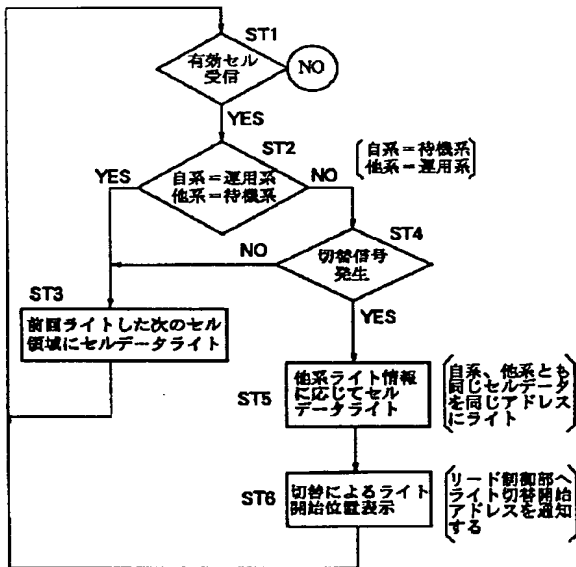 ST1
有効セル
受信
NO
YES
ST2
自系＝運用系
他系＝待機系
YES
NO
自系＝待機系
他系＝運用系
ST4
切替信号
発生
NO
YES
ST3
前回ライトした次のセル
領域にセルデータライト
ST5
他系ライト情報
に応じてセル
データライト
自系、他系とも
同じセルデータ
を同じアドレス
にライト
ST6
切替によるライト
開始位置表示
リード制御部へ
ライト切替開始
アドレスを通知
する